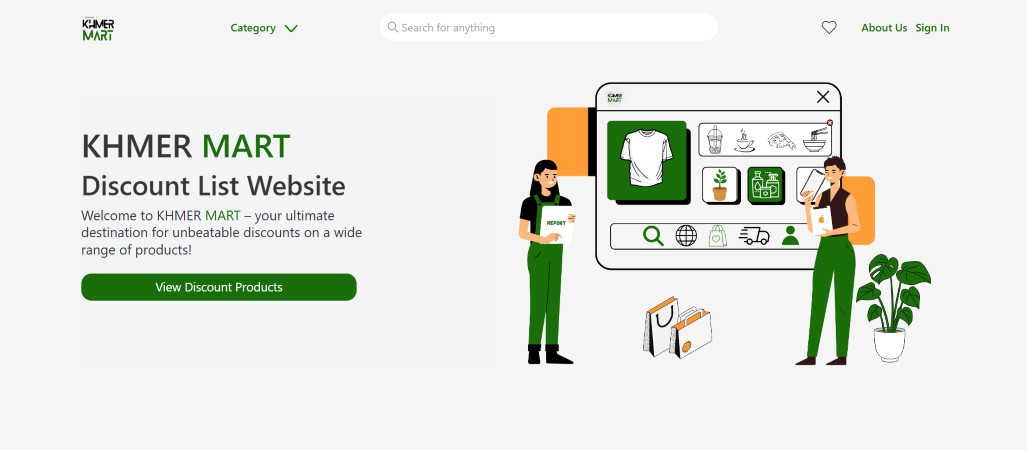 KHMER
MART
Category
Search for anything
About Us Sign In
KHMER MART
Discount List Website
Welcome to KHMER MART – your ultimate
destination for unbeatable discounts on a wide
range of products!
View Discount Products
KHMER
MART
REPORT